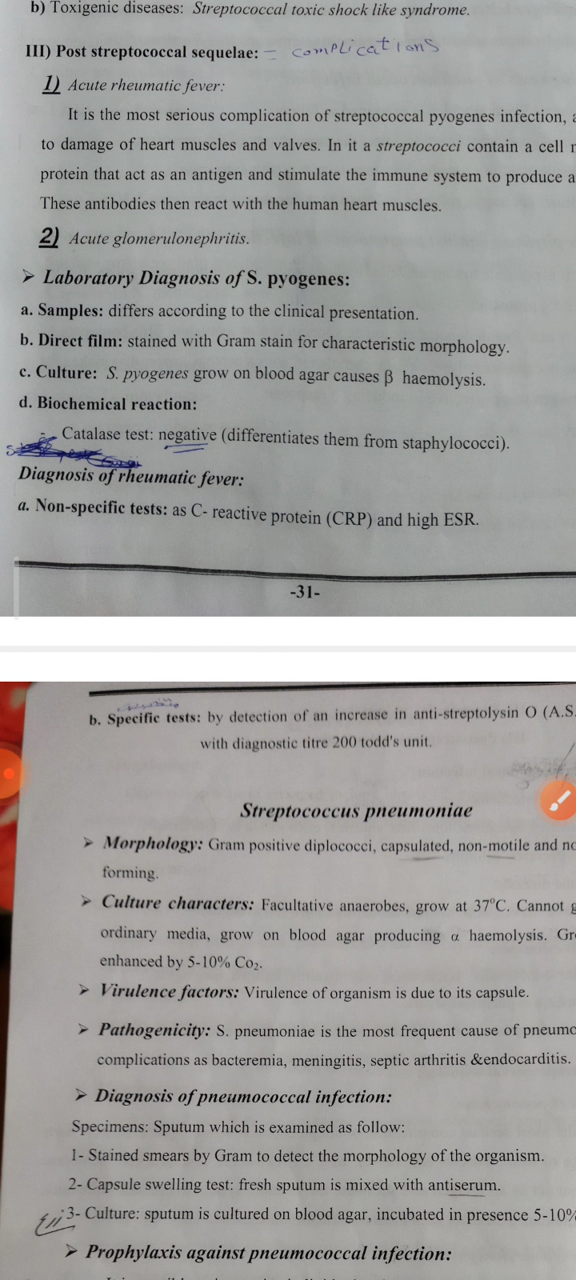 b) Toxigenic diseases: Streptococcal toxic shock like syndrome.
III) Post streptococcal sequelae: = complications
1) Acute rheumatic fever:
It is the most serious complication of streptococcal pyogenes infection,
to damage of heart muscles and valves. In it a streptococci contain a cell
protein that act as an antigen and stimulate the immune system to produce a
These antibodies then react with the human heart muscles.
2) Acute glomerulonephritis.
➢ Laboratory Diagnosis of S. pyogenes:
a. Samples: differs according to the clinical presentation.
b. Direct film: stained with Gram stain for characteristic morphology.
c. Culture: S. pyogenes grow on blood agar causes β haemolysis.
d. Biochemical reaction:
Catalase test: negative (differentiates them from staphylococci).
Diagnosis of rheumatic fever:
a. Non-specific tests: as C- reactive protein (CRP) and high ESR.
-31-
b. Specific tests: by detection of an increase in anti-streptolysin O (A.S.
with diagnostic titre 200 todd's unit.
Streptococcus pneumoniae
➢ Morphology: Gram positive diplococci, capsulated, non-motile and
forming.
➢ Culture characters: Facultative anaerobes, grow at 37°C. Cannot
ordinary media, grow on blood agar producing α haemolysis. Gr
enhanced by 5-10% Co₂.
➢ Virulence factors: Virulence of organism is due to its capsule.
➢ Pathogenicity: S. pneumoniae is the most frequent cause of pneumo
complications as bacteremia, meningitis, septic arthritis &endocarditis.
➢ Diagnosis of pneumococcal infection:
Specimens: Sputum which is examined as follow:
1- Stained smears by Gram to detect the morphology of the organism.
2- Capsule swelling test: fresh sputum is mixed with antiserum.
3- Culture: sputum is cultured on blood agar, incubated in presence 5-10%
➢ Prophylaxis against pneumococcal infection: